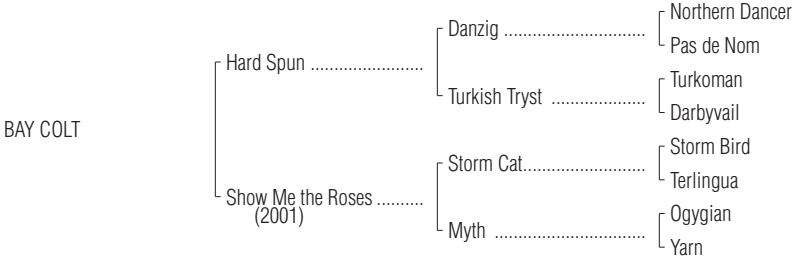 Northern Dancer
Danzig ..............................
Pas de Nom
Hard Spun ........................
Turkoman
Turkish Tryst ....................
Darbyvail
BAY COLT
Storm Bird
Storm Cat..........................
Terlingua
Show Me the Roses ..........
(2001)
Ogygian
Myth ................................
Yarn